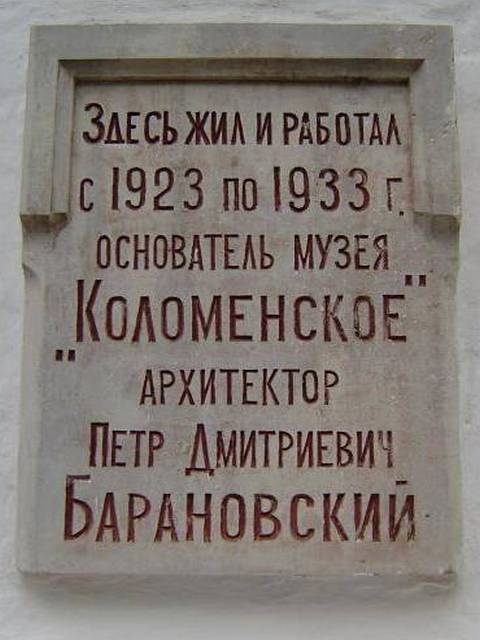 Здесь жил и работал
с 1923 по 1933 г.
основатель музея
"Коломенское"
архитектор
Петр Дмитриевич
Барановский